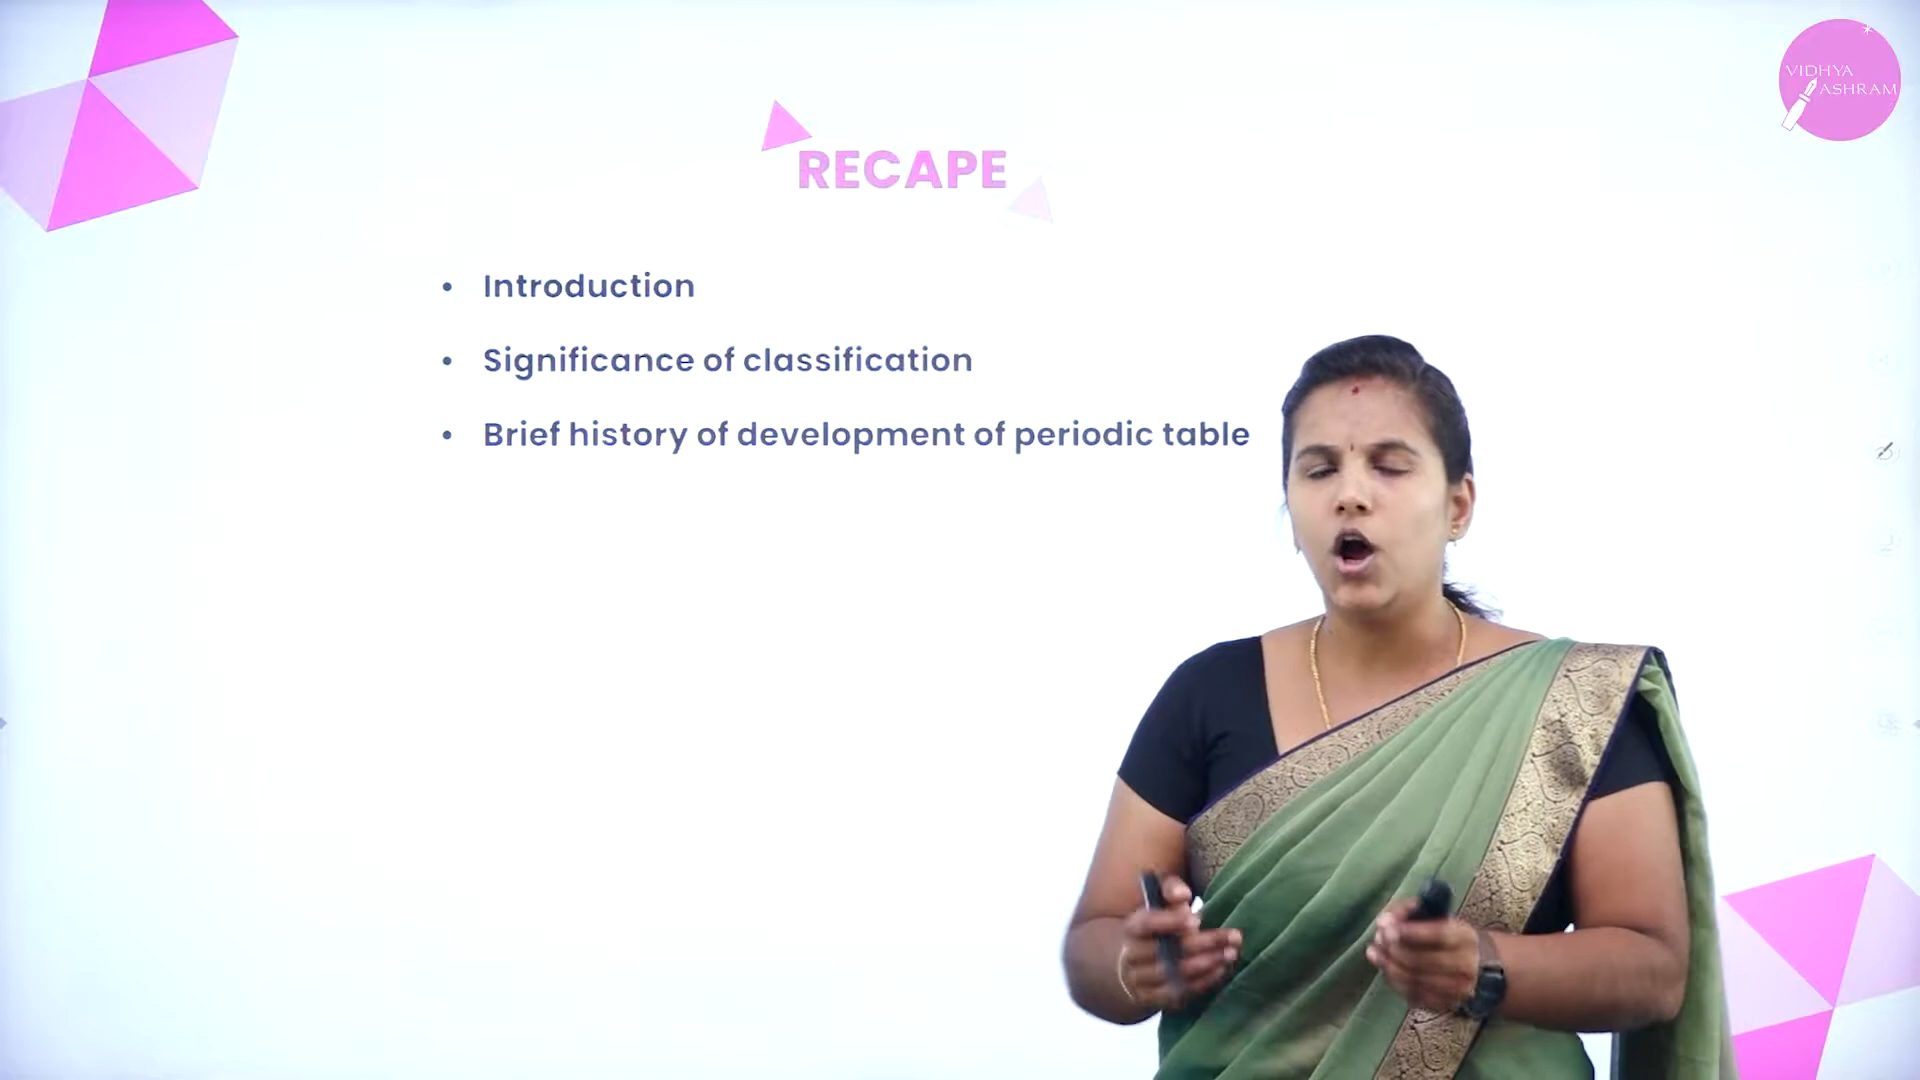 VIDHYA
ASHRAM
RECAPE
• Introduction
• Significance of classification
• Brief history of development of periodic table